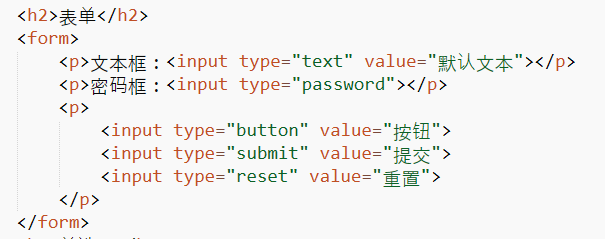 <h2>表单</h2>
<form>
    <p>文本框：<input type="text" value="默认文本"></p>
    <p>密码框：<input type="password"></p>
    <p>
        <input type="button" value="按钮">
        <input type="submit" value="提交">
        <input type="reset" value="重置">
    </p>
</form>